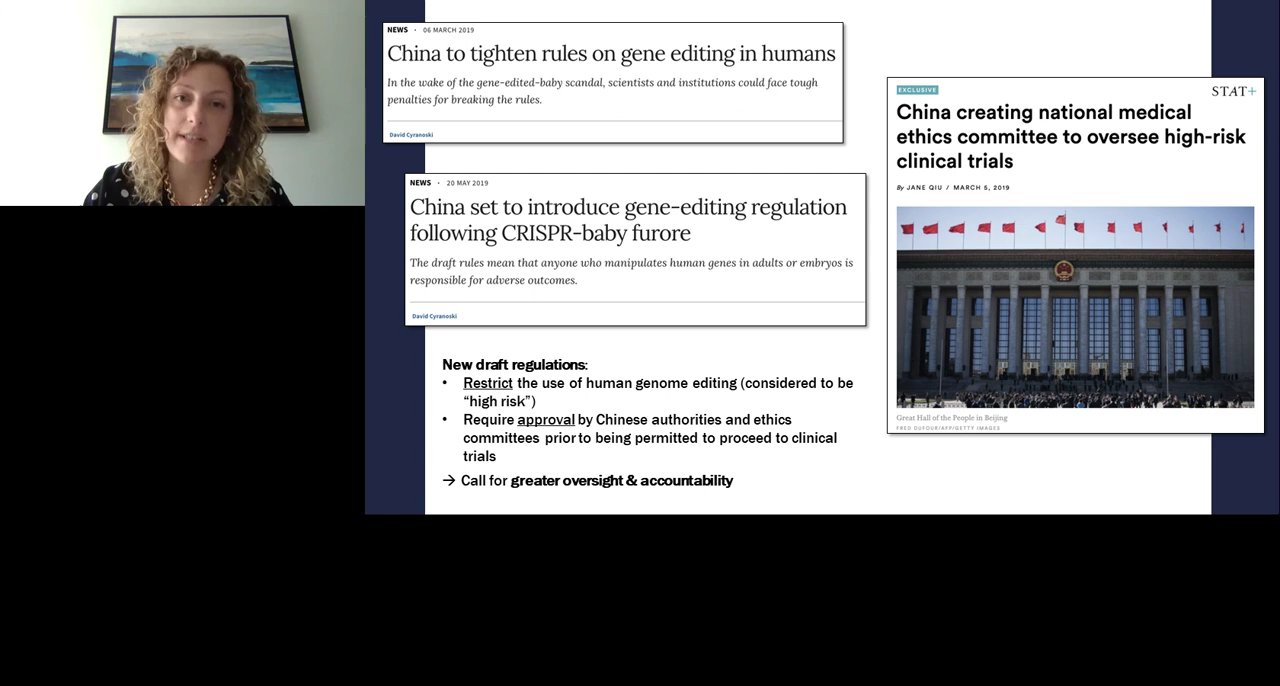 NEWS · 06 MARCH 2019
China to tighten rules on gene editing in humans
In the wake of the gene-edited-baby scandal, scientists and institutions could face tough
penalties for breaking the rules.
David Cyranoski
NEWS · 20 MAY 2019
China set to introduce gene-editing regulation
following CRISPR-baby furore
The draft rules mean that anyone who manipulates human genes in adults or embryos is
responsible for adverse outcomes.
David Cyranoski
New draft regulations:
• Restrict the use of human genome editing (considered to be
“high risk”)
• Require approval by Chinese authorities and ethics
committees prior to being permitted to proceed to clinical
trials
→ Call for greater oversight & accountability
EXCLUSIVE
STAT+
China creating national medical
ethics committee to oversee high-risk
clinical trials
By JANE QIU / MARCH 5, 2019
Great Hall of the People in Beijing
FRED DUFOUR/AFP/GETTY IMAGES